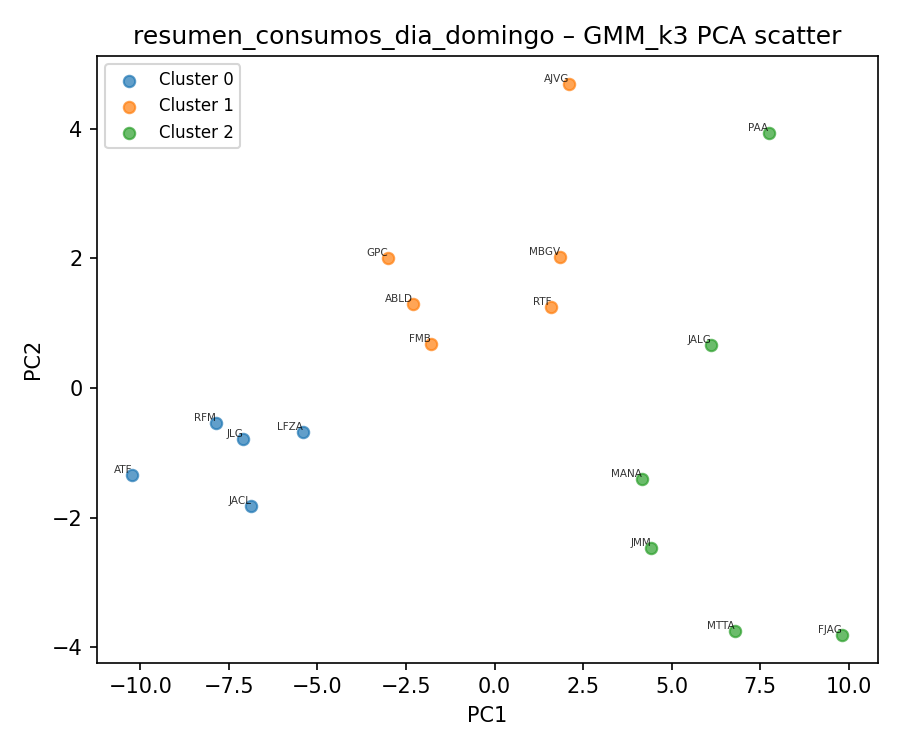 resumen_consumos_dia_domingo – GMM_k3 PCA scatter
Cluster 0
Cluster 1
Cluster 2
AJVG
PAA
GPC
MBGV
ABLD
RTF
FMB
JALG
RFM
JLG
LFZA
ATF
JACL
MANA
JMM
MTTA
FJAG
4
2
0
−2
−4
PC2
−10.0 −7.5 −5.0 −2.5 0.0 2.5 5.0 7.5 10.0
PC1